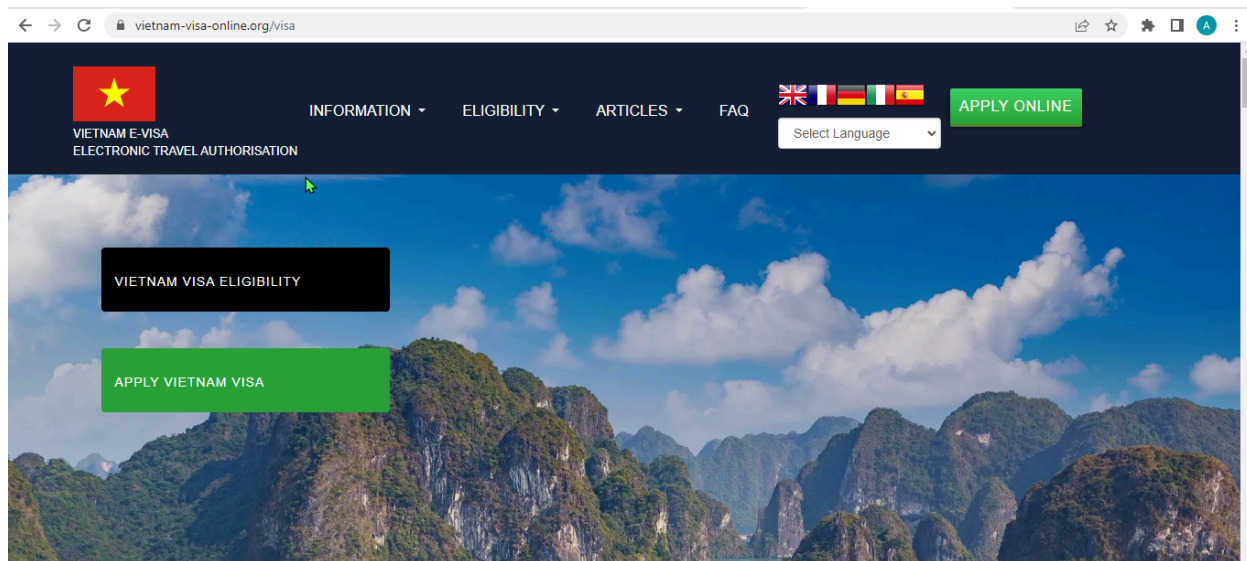 vietnam-visa-online.org/visa
A
VIETNAM E-VISA
ELECTRONIC TRAVEL AUTHORISATION
INFORMATION
ELIGIBILITY
ARTICLES
FAQ
Select Language
APPLY ONLINE
VIETNAM VISA ELIGIBILITY
APPLY VIETNAM VISA